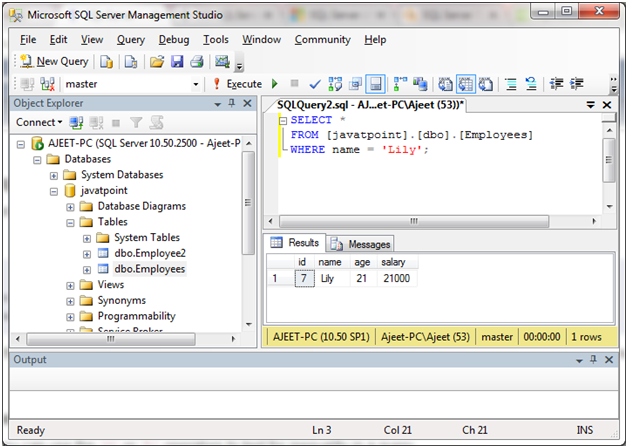 Microsoft SQL Server Management Studio
File Edit View Query Debug Tools Window Community Help
New Query
master Execute
Object Explorer
Connect
AJEET-PC (SQL Server 10.50.2500 - Ajeet-P
Databases
System Databases
javatpoint
Database Diagrams
Tables
System Tables
dbo.Employee2
dbo.Employees
Views
Synonyms
Programmability
Service Broker
SQLQuery2.sql - AJ...et-PC\Ajeet (53))*
SELECT *
FROM [javatpoint].[dbo].[Employees]
WHERE name = 'Lily';
Results Messages
id name age salary
1 7 Lily 21 21000
AJEET-PC (10.50 SP1) Ajeet-PC\Ajeet (53) master 00:00:00 1 rows
Output
Ready Ln 3 Col 21 Ch 21 INS